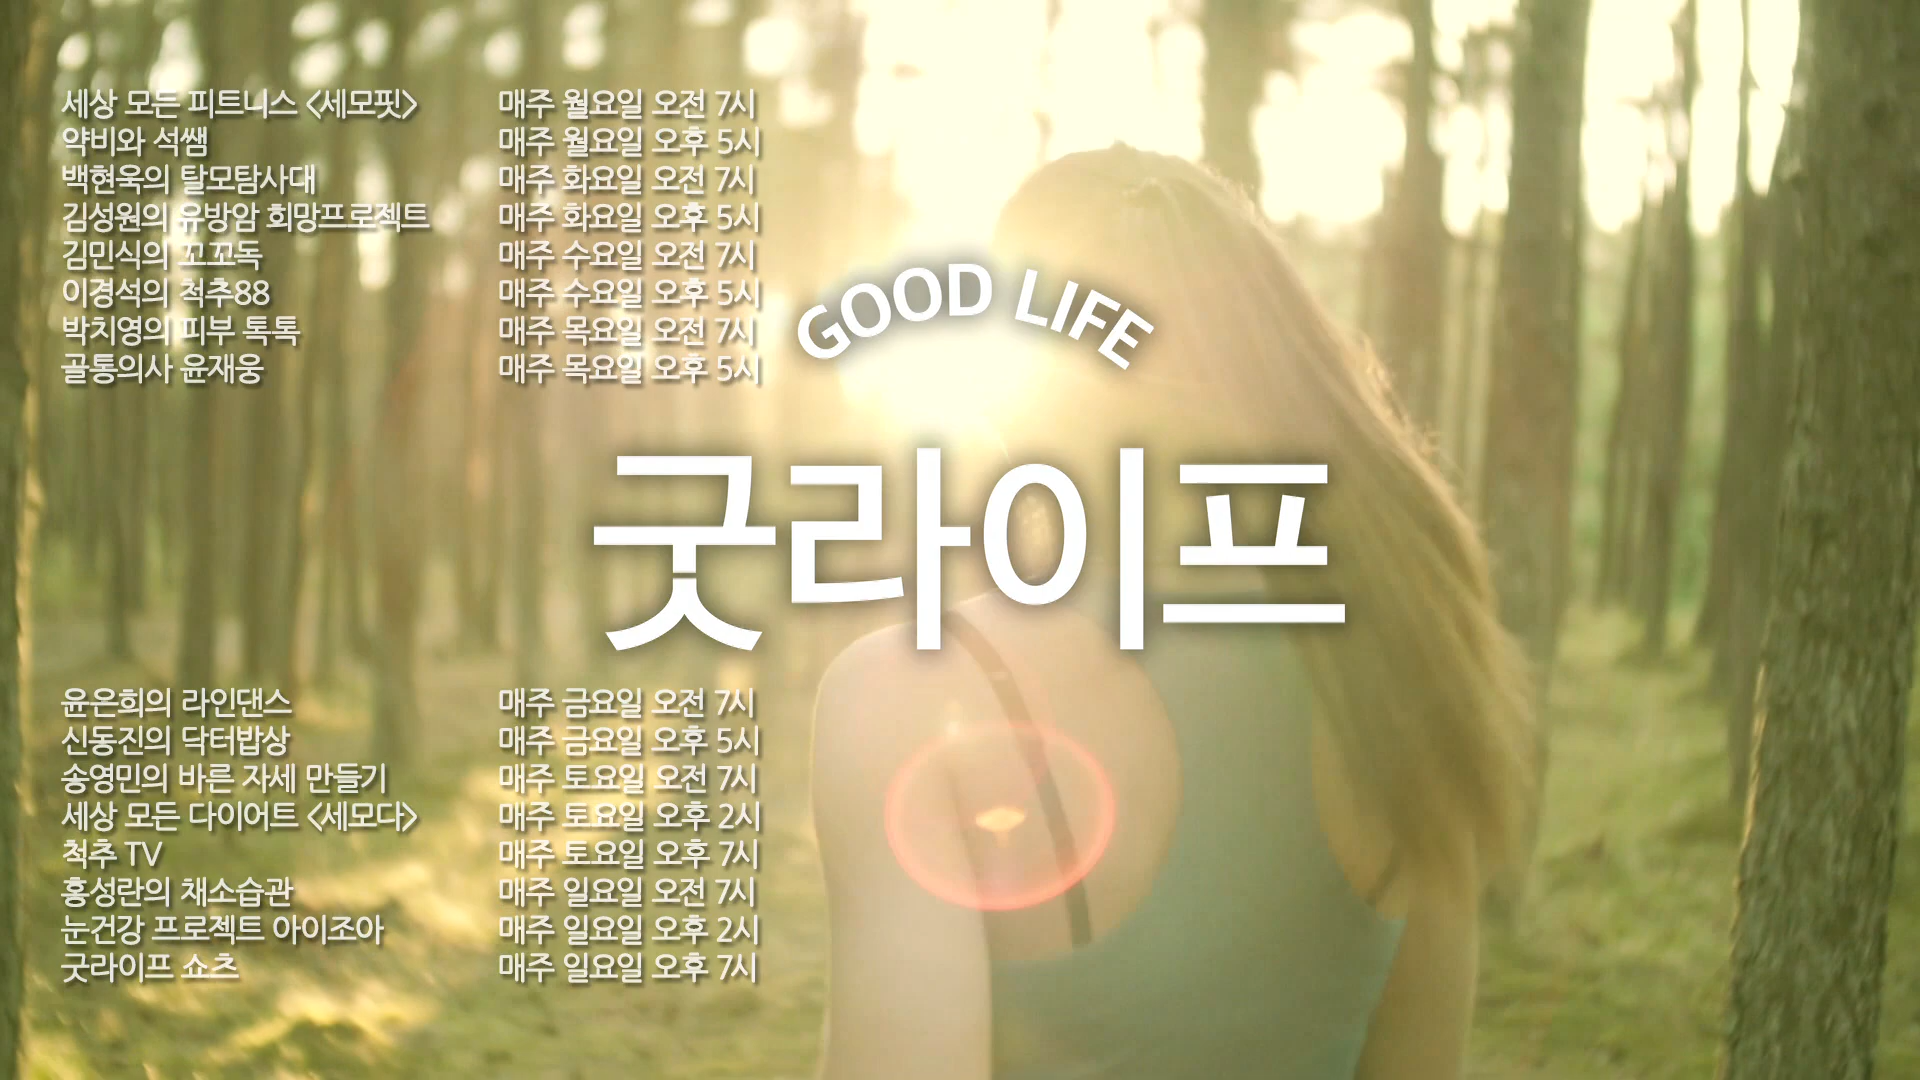 세상 모든 피트니스 <세모핏> 매주 월요일 오전 7시
약비와 석쌤 매주 월요일 오후 5시
백현욱의 탈모탐사대 매주 화요일 오전 7시
김성원의 유방암 희망프로젝트 매주 화요일 오후 5시
김민식의 꼬꼬독 매주 수요일 오전 7시
이경석의 척추88 매주 수요일 오후 5시
박치영의 피부 톡톡 매주 목요일 오전 7시
골통의사 윤재웅 매주 목요일 오후 5시
GOOD LIFE
굿라이프
윤은희의 라인댄스 매주 금요일 오전 7시
신동진의 닥터밥상 매주 금요일 오후 5시
송영민의 바른 자세 만들기 매주 토요일 오전 7시
세상 모든 다이어트 <세모다> 매주 토요일 오후 2시
척추 TV 매주 토요일 오후 7시
홍성란의 채소습관 매주 일요일 오전 7시
눈건강 프로젝트 아이조아 매주 일요일 오후 2시
굿라이프 쇼츠 매주 일요일 오후 7시